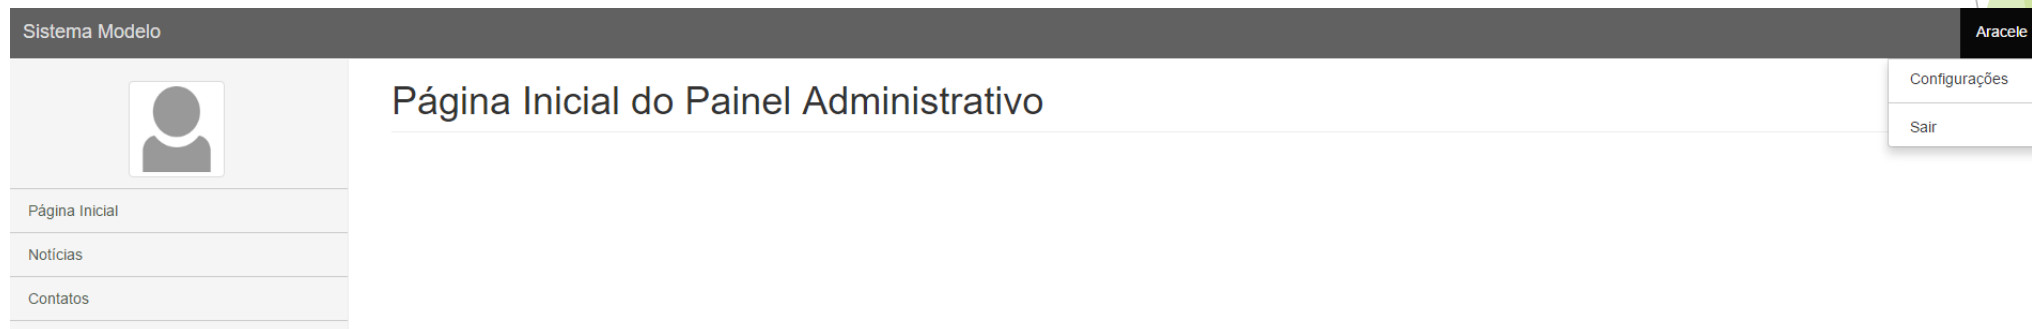 Sistema Modelo
Aracele
Configurações
Sair
Página Inicial do Painel Administrativo
Página Inicial
Notícias
Contatos